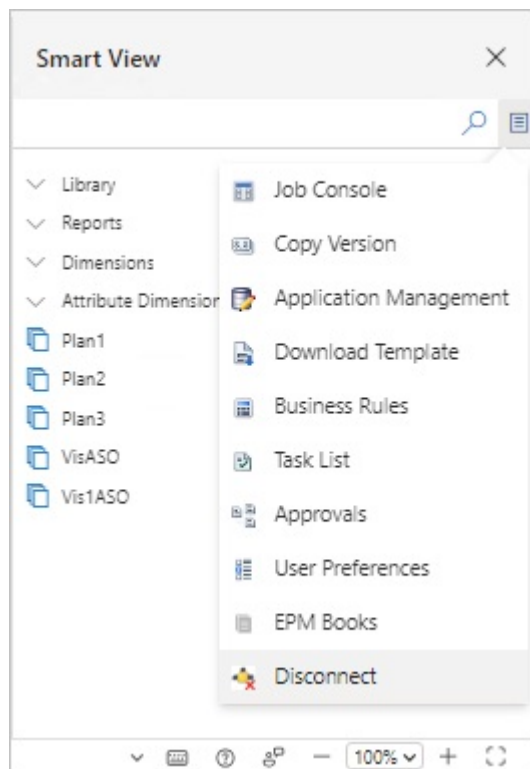 Smart View
Library
Reports
Dimensions
Attribute Dimension
Plan1
Plan2
Plan3
VisASO
Vis1ASO
Job Console
Copy Version
Application Management
Download Template
Business Rules
Task List
Approvals
User Preferences
EPM Books
Disconnect
100%